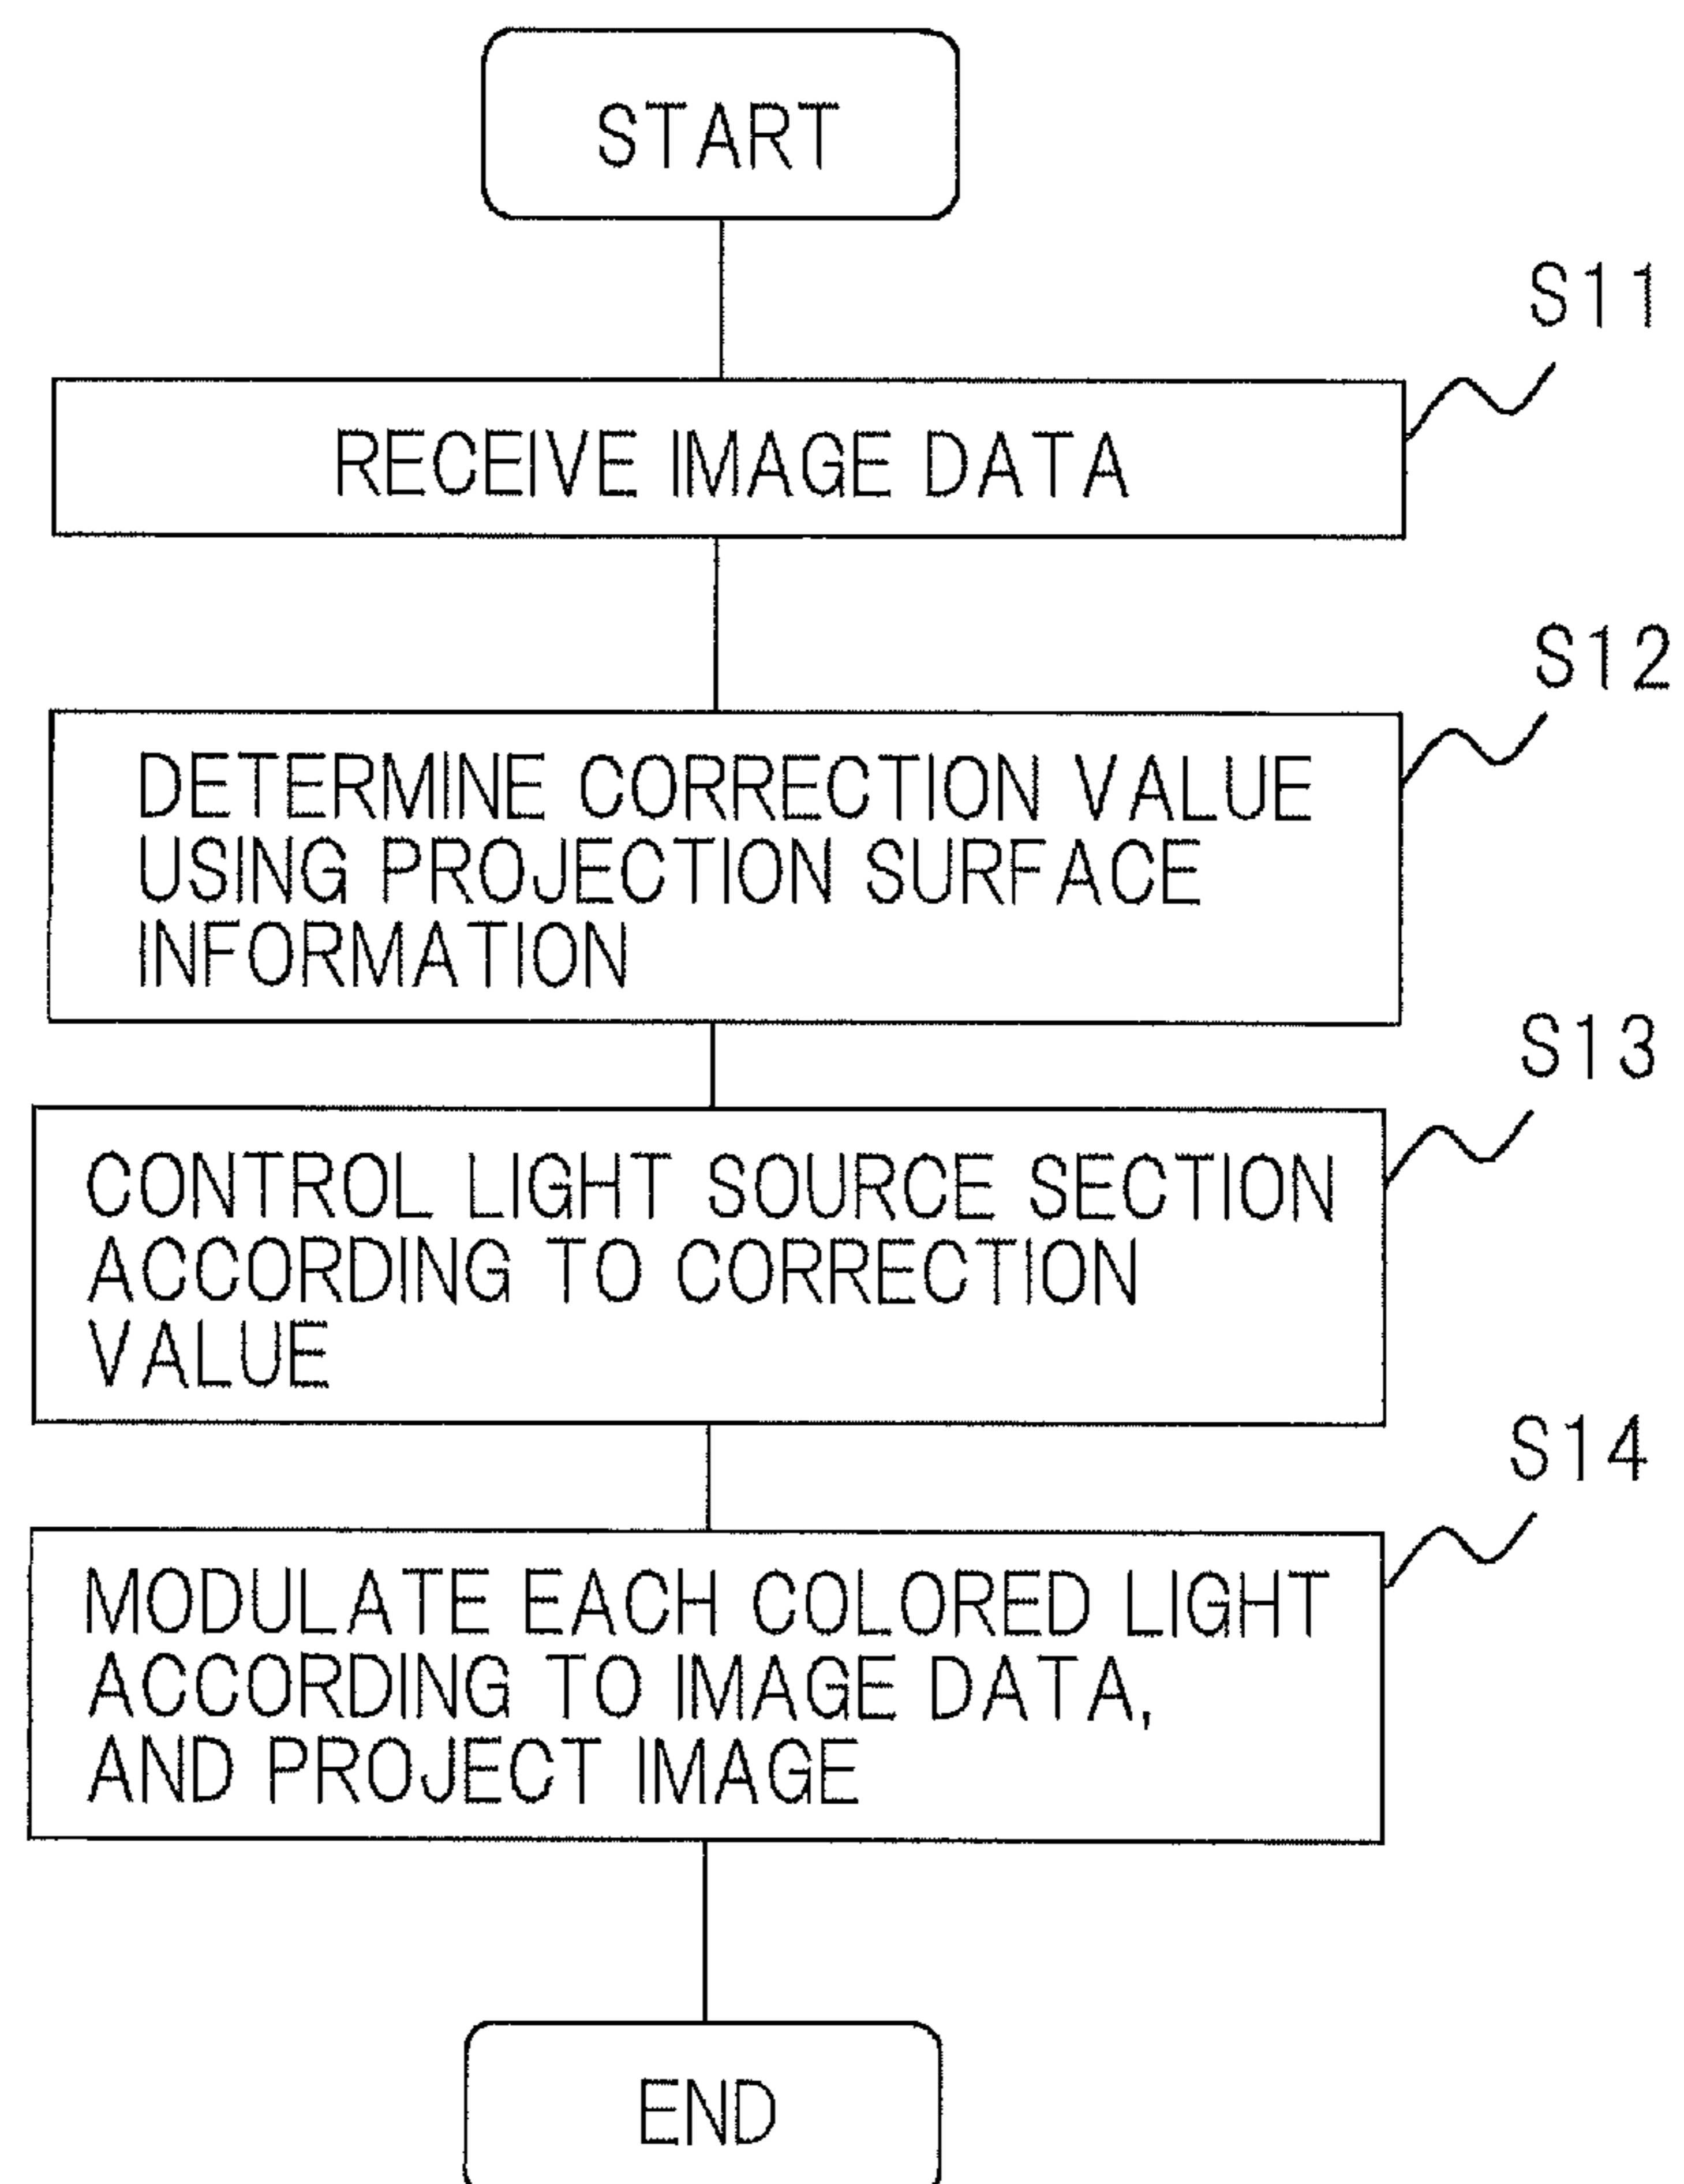 START
S11
RECEIVE IMAGE DATA
S12
DETERMINE CORRECTION VALUE
USING PROJECTION SURFACE
INFORMATION
S13
CONTROL LIGHT SOURCE SECTION
ACCORDING TO CORRECTION
VALUE
S14
MODULATE EACH COLORED LIGHT
ACCORDING TO IMAGE DATA,
AND PROJECT IMAGE
END